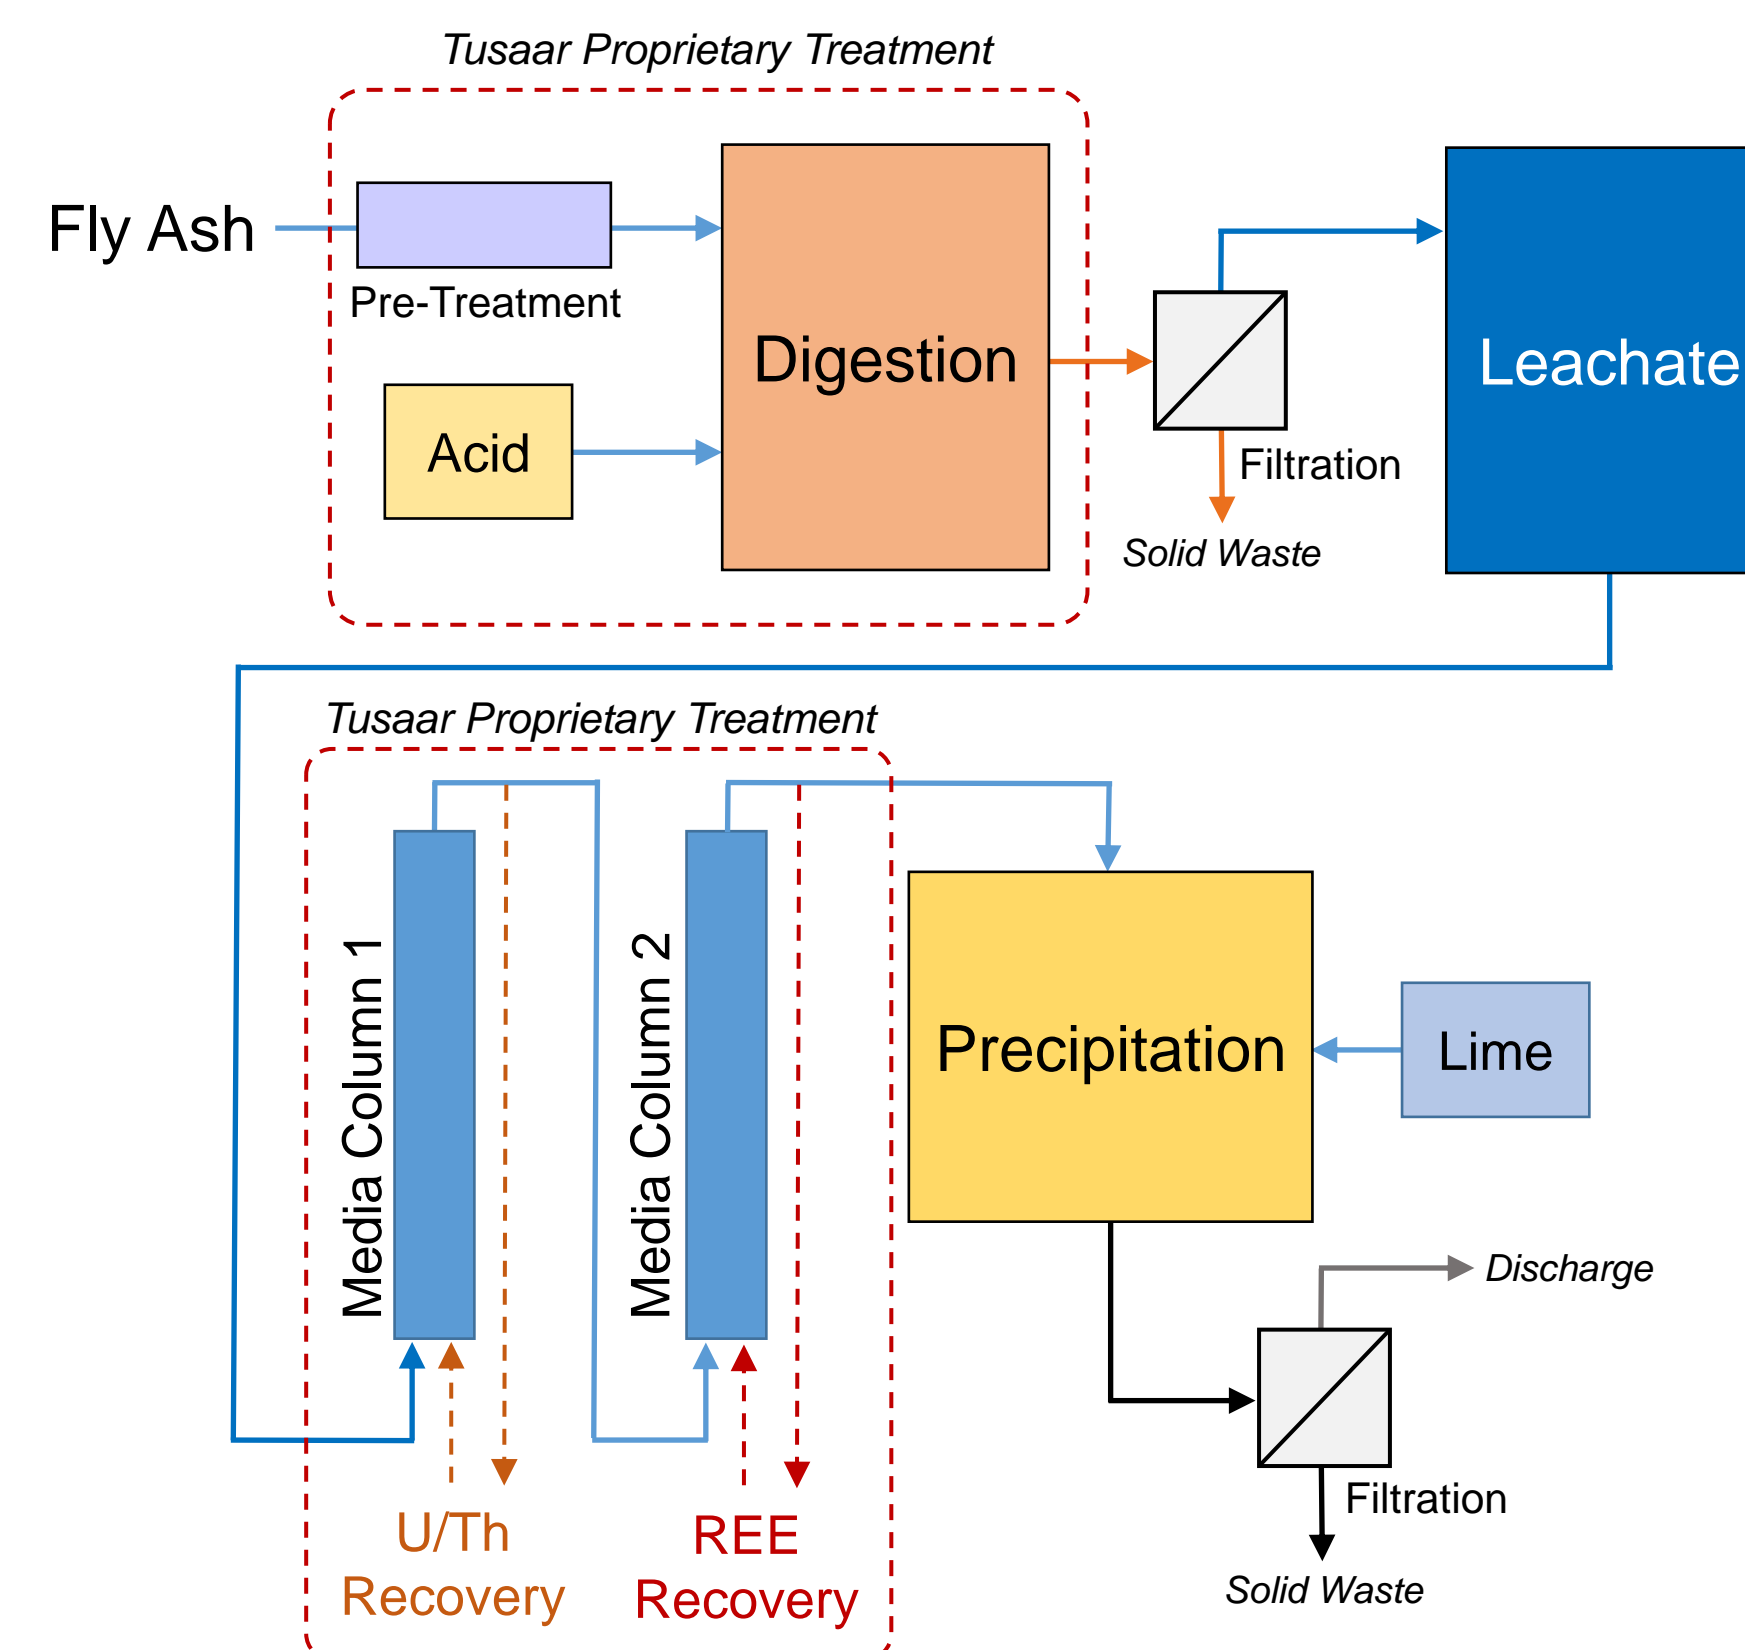 Tusaar Proprietary Treatment
Fly Ash
Pre-Treatment
Acid
Digestion
Filtration
Solid Waste
Leachate
Tusaar Proprietary Treatment
Media Column 1
Media Column 2
Precipitation
Lime
Discharge
Filtration
Solid Waste
U/Th
Recovery
REE
Recovery